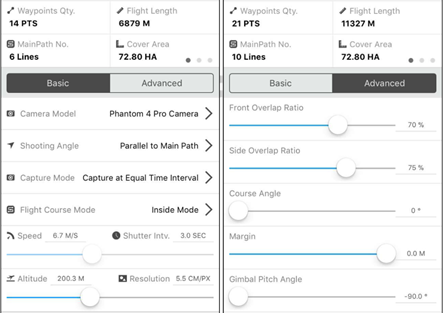 Waypoints Qty. Flight Length
14 PTS 6879 M
MainPath No. Cover Area
6 Lines 72.80 HA
Basic Advanced
Camera Model Phantom 4 Pro Camera
Shooting Angle Parallel to Main Path
Capture Mode Capture at Equal Time Interval
Flight Course Mode Inside Mode
Speed 6.7 M/S Shutter Intv. 3.0 SEC
Altitude 200.3 M Resolution 5.5 CM/PX
Waypoints Qty. Flight Length
21 PTS 11327 M
MainPath No. Cover Area
10 Lines 72.80 HA
Basic Advanced
Front Overlap Ratio
70 %
Side Overlap Ratio
75 %
Course Angle
0 °
Margin
0.0 M
Gimbal Pitch Angle
-90.0 °